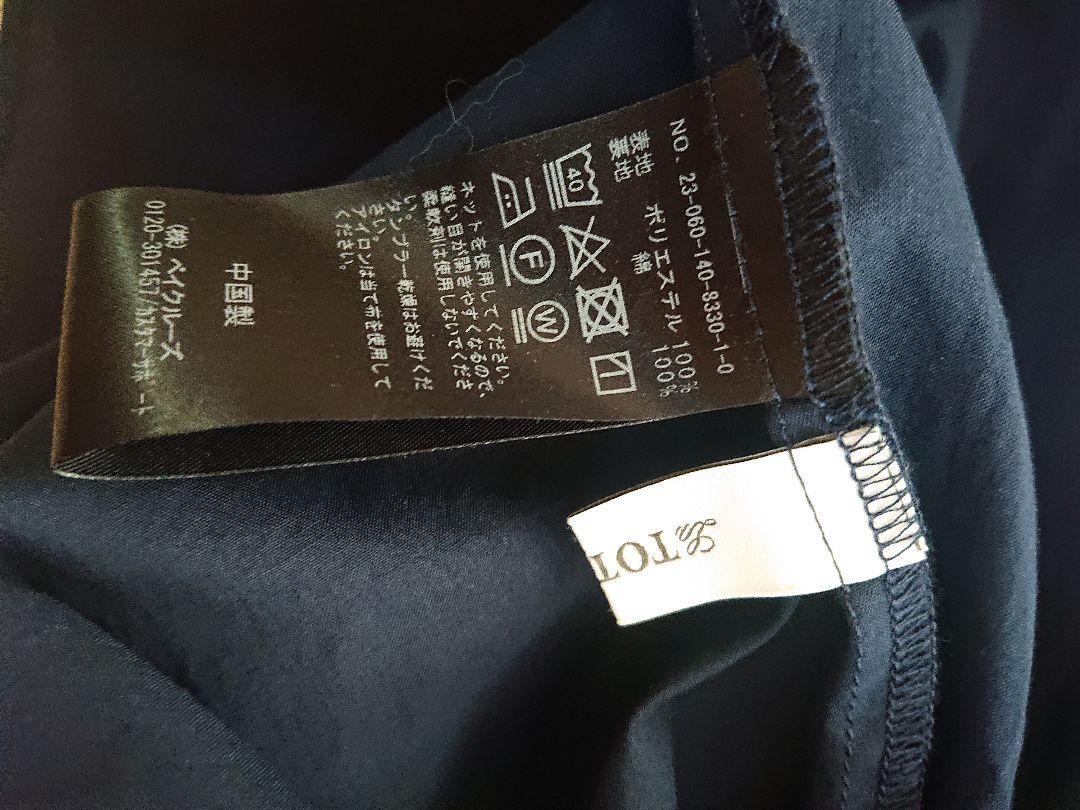 NO. 23-060-140-8330-1-0
表地 ポリエステル 100%
裏地 綿 100%
40
F W
ネットを使用してください。
縫い目が開きやすくなるので、
柔軟剤は使用しないでくださ
い。
タンブラー乾燥はお避けくだ
さい。
アイロンは当て布を使用して
ください。
中国製
(株) ベイクルーズ
0120-301457/カスタマーサポート
La
TOT